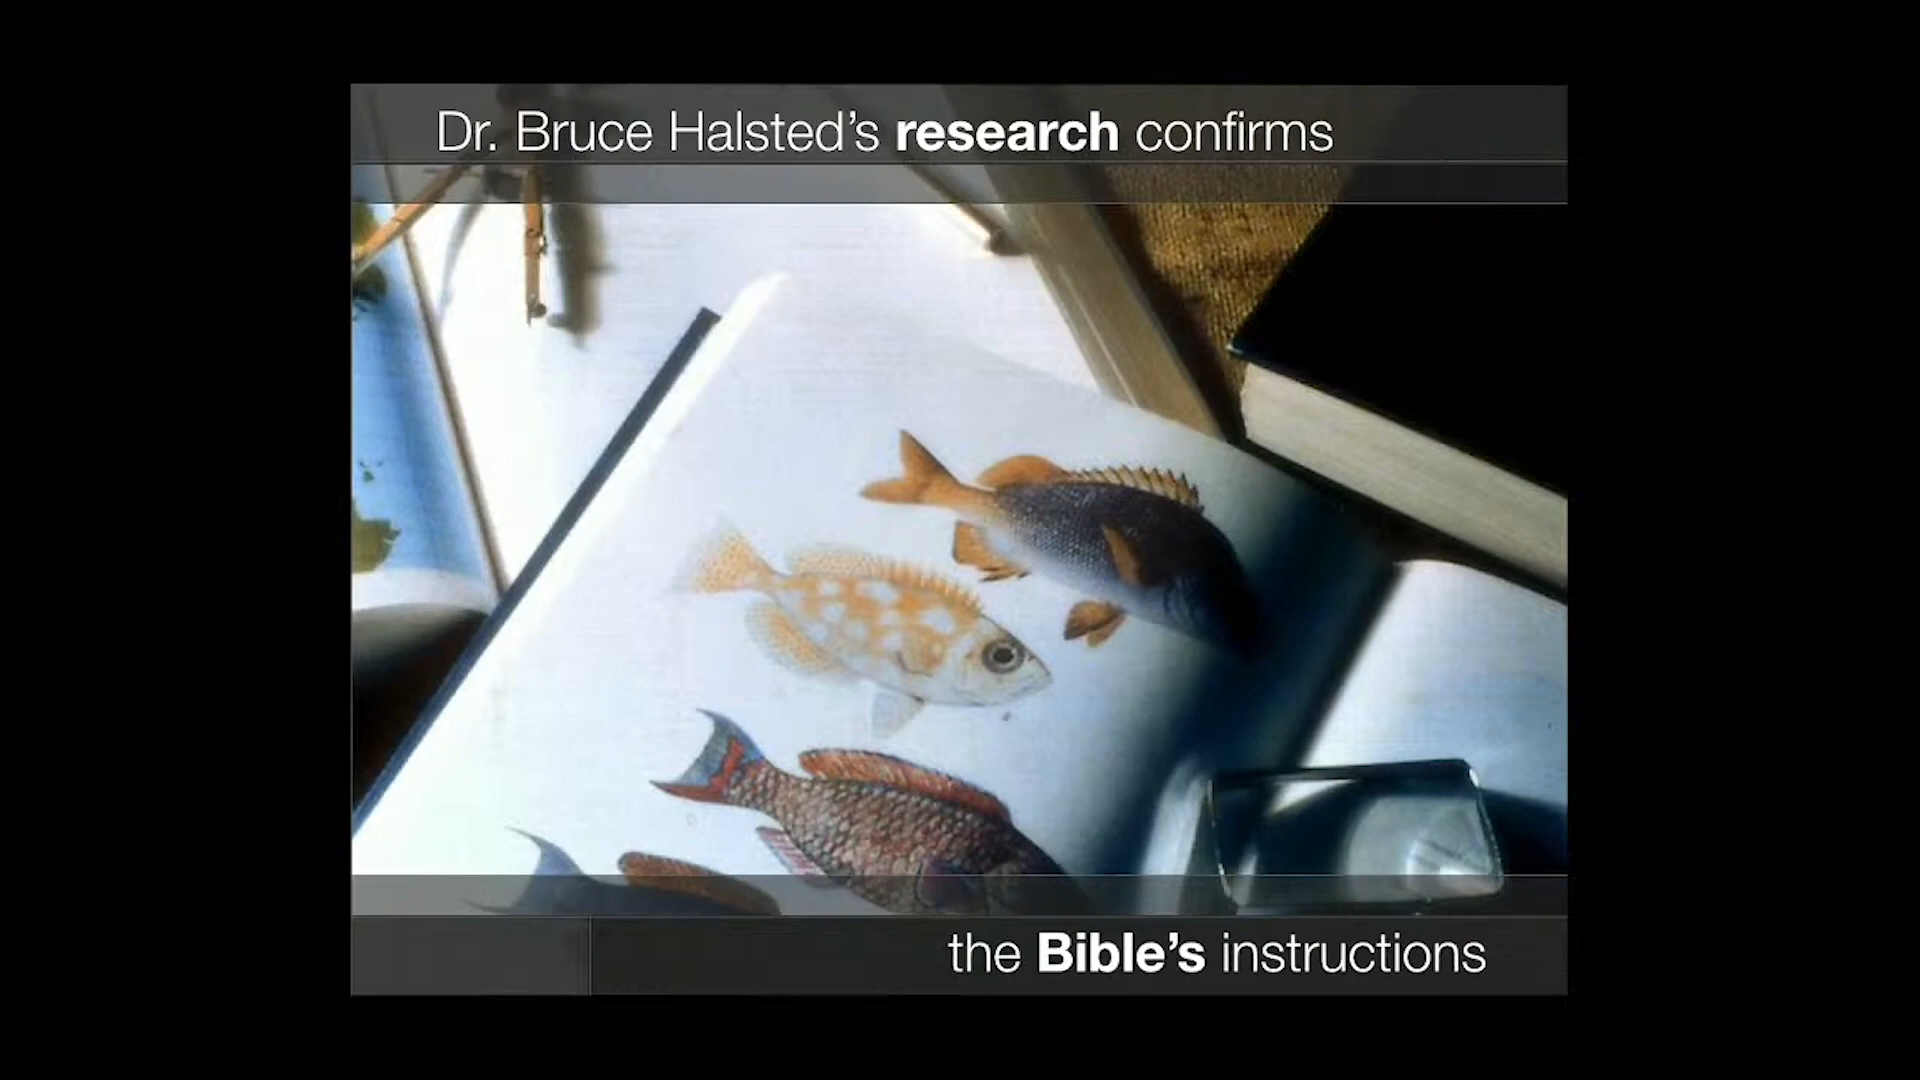 Dr. Bruce Halsted’s research confirms
the Bible’s instructions